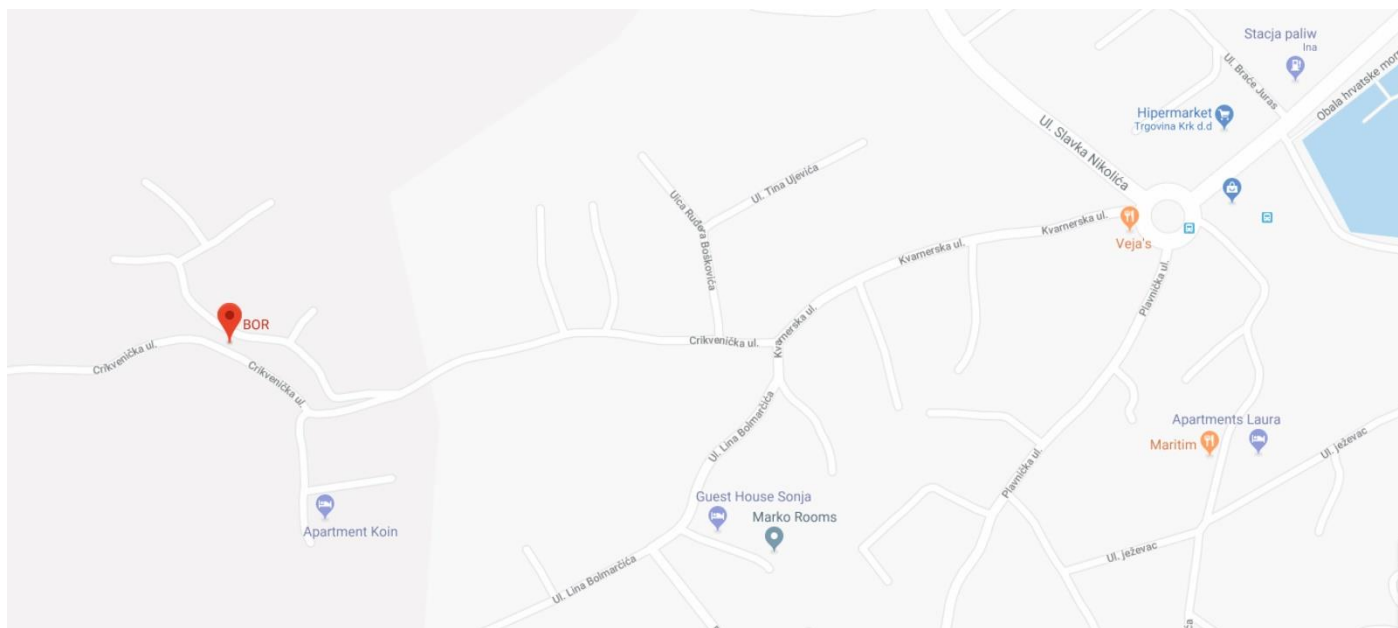 Stacja paliw
Ina
Ul. Braće Juras
Obala hrvatske mor
Hipermarket
Trgovina Krk d.d
Ul. Slavka Nikolića
Ul. Tina Ujevića
Uica Ruđera Boškovića
Kvarnerska ul.
Veja's
Kvarnerska ul.
Plavnička ul.
Kvarnerska ul.
BOR
Crikvenička ul.
Crikvenička ul.
Crikvenička ul.
Ul. Lina Bolmarčića
Apartments Laura
Maritim
Ul. ježevac
Plavnička ul.
Guest House Sonja
Marko Rooms
Apartment Koin
Ul. ježevac
Ul. Lina Bolmarčića